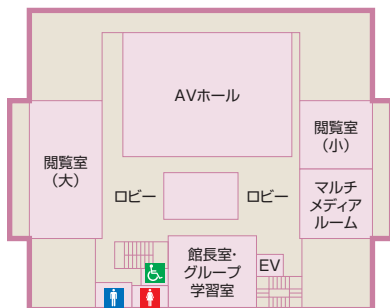 AVホール
閲覧室
(大)
閲覧室
(小)
ロビー
ロビー
マルチ
メディア
ルーム
館長室・
グループ
学習室
EV